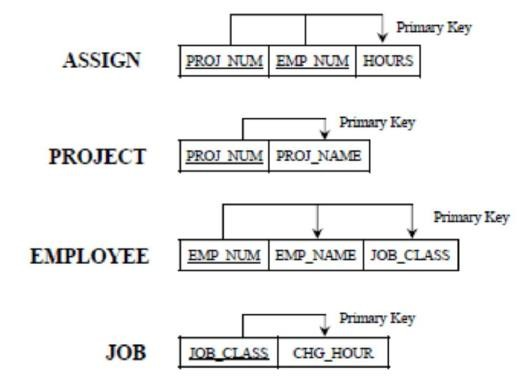 Primary Key
ASSIGN PROJ_NUM EMP_NUM HOURS
Primary Key
PROJECT PROJ_NUM PROJ_NAME
Primary Key
EMPLOYEE EMP_NUM EMP_NAME JOB_CLASS
Primary Key
JOB JOB_CLASS CHG_HOUR